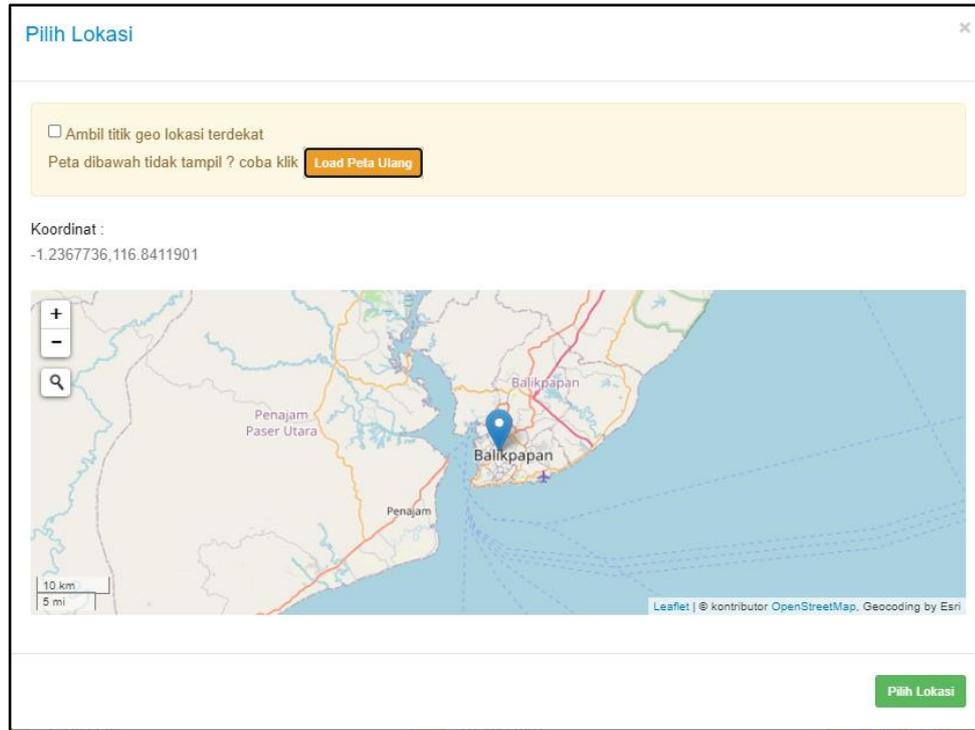 Pilih Lokasi
×
Ambil titik geo lokasi terdekat
Peta dibawah tidak tampil ? coba klik Load Peta Ulang
Koordinat :
-1.2367736,116.8411901
+
-
Balikpapan
Penajam
Paser Utara
Balikpapan
Penajam
10 km
5 mi
Leaflet | © kontributor OpenStreetMap, Geocoding by Esri
Pilih Lokasi